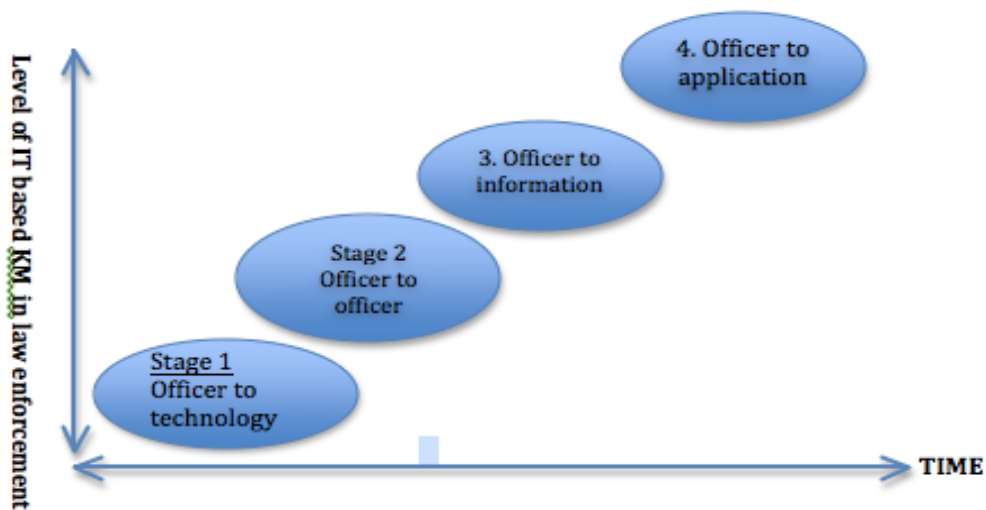 Level of IT based KM in law enforcement
4. Officer to
application
3. Officer to
information
Stage 2
Officer to
officer
Stage 1
Officer to
technology
TIME